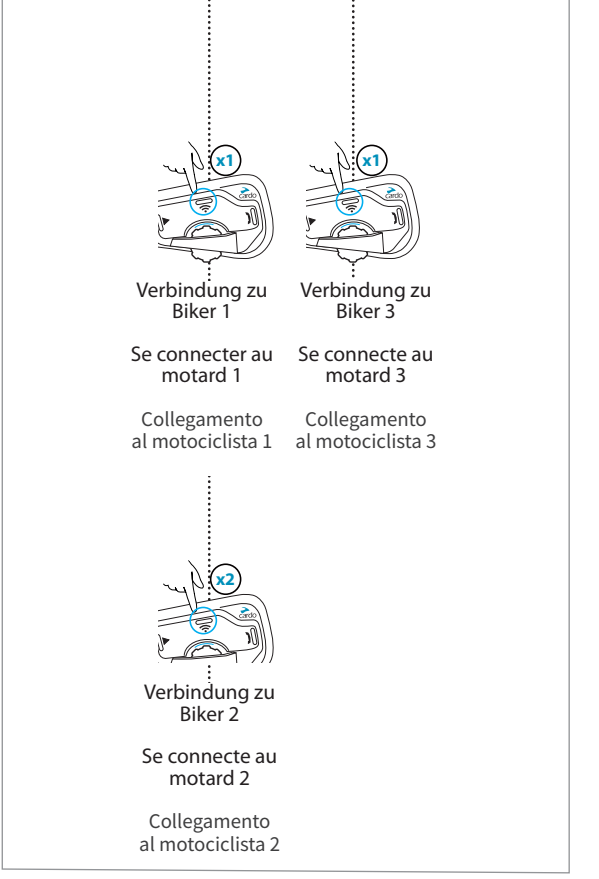 x1
x1
cardo
cardo
Verbindung zu
Biker 1
Se connecter au
motard 1
Collegamento
al motociclista 1
Verbindung zu
Biker 3
Se connecte au
motard 3
Collegamento
al motociclista 3
x2
cardo
Verbindung zu
Biker 2
Se connecte au
motard 2
Collegamento
al motociclista 2